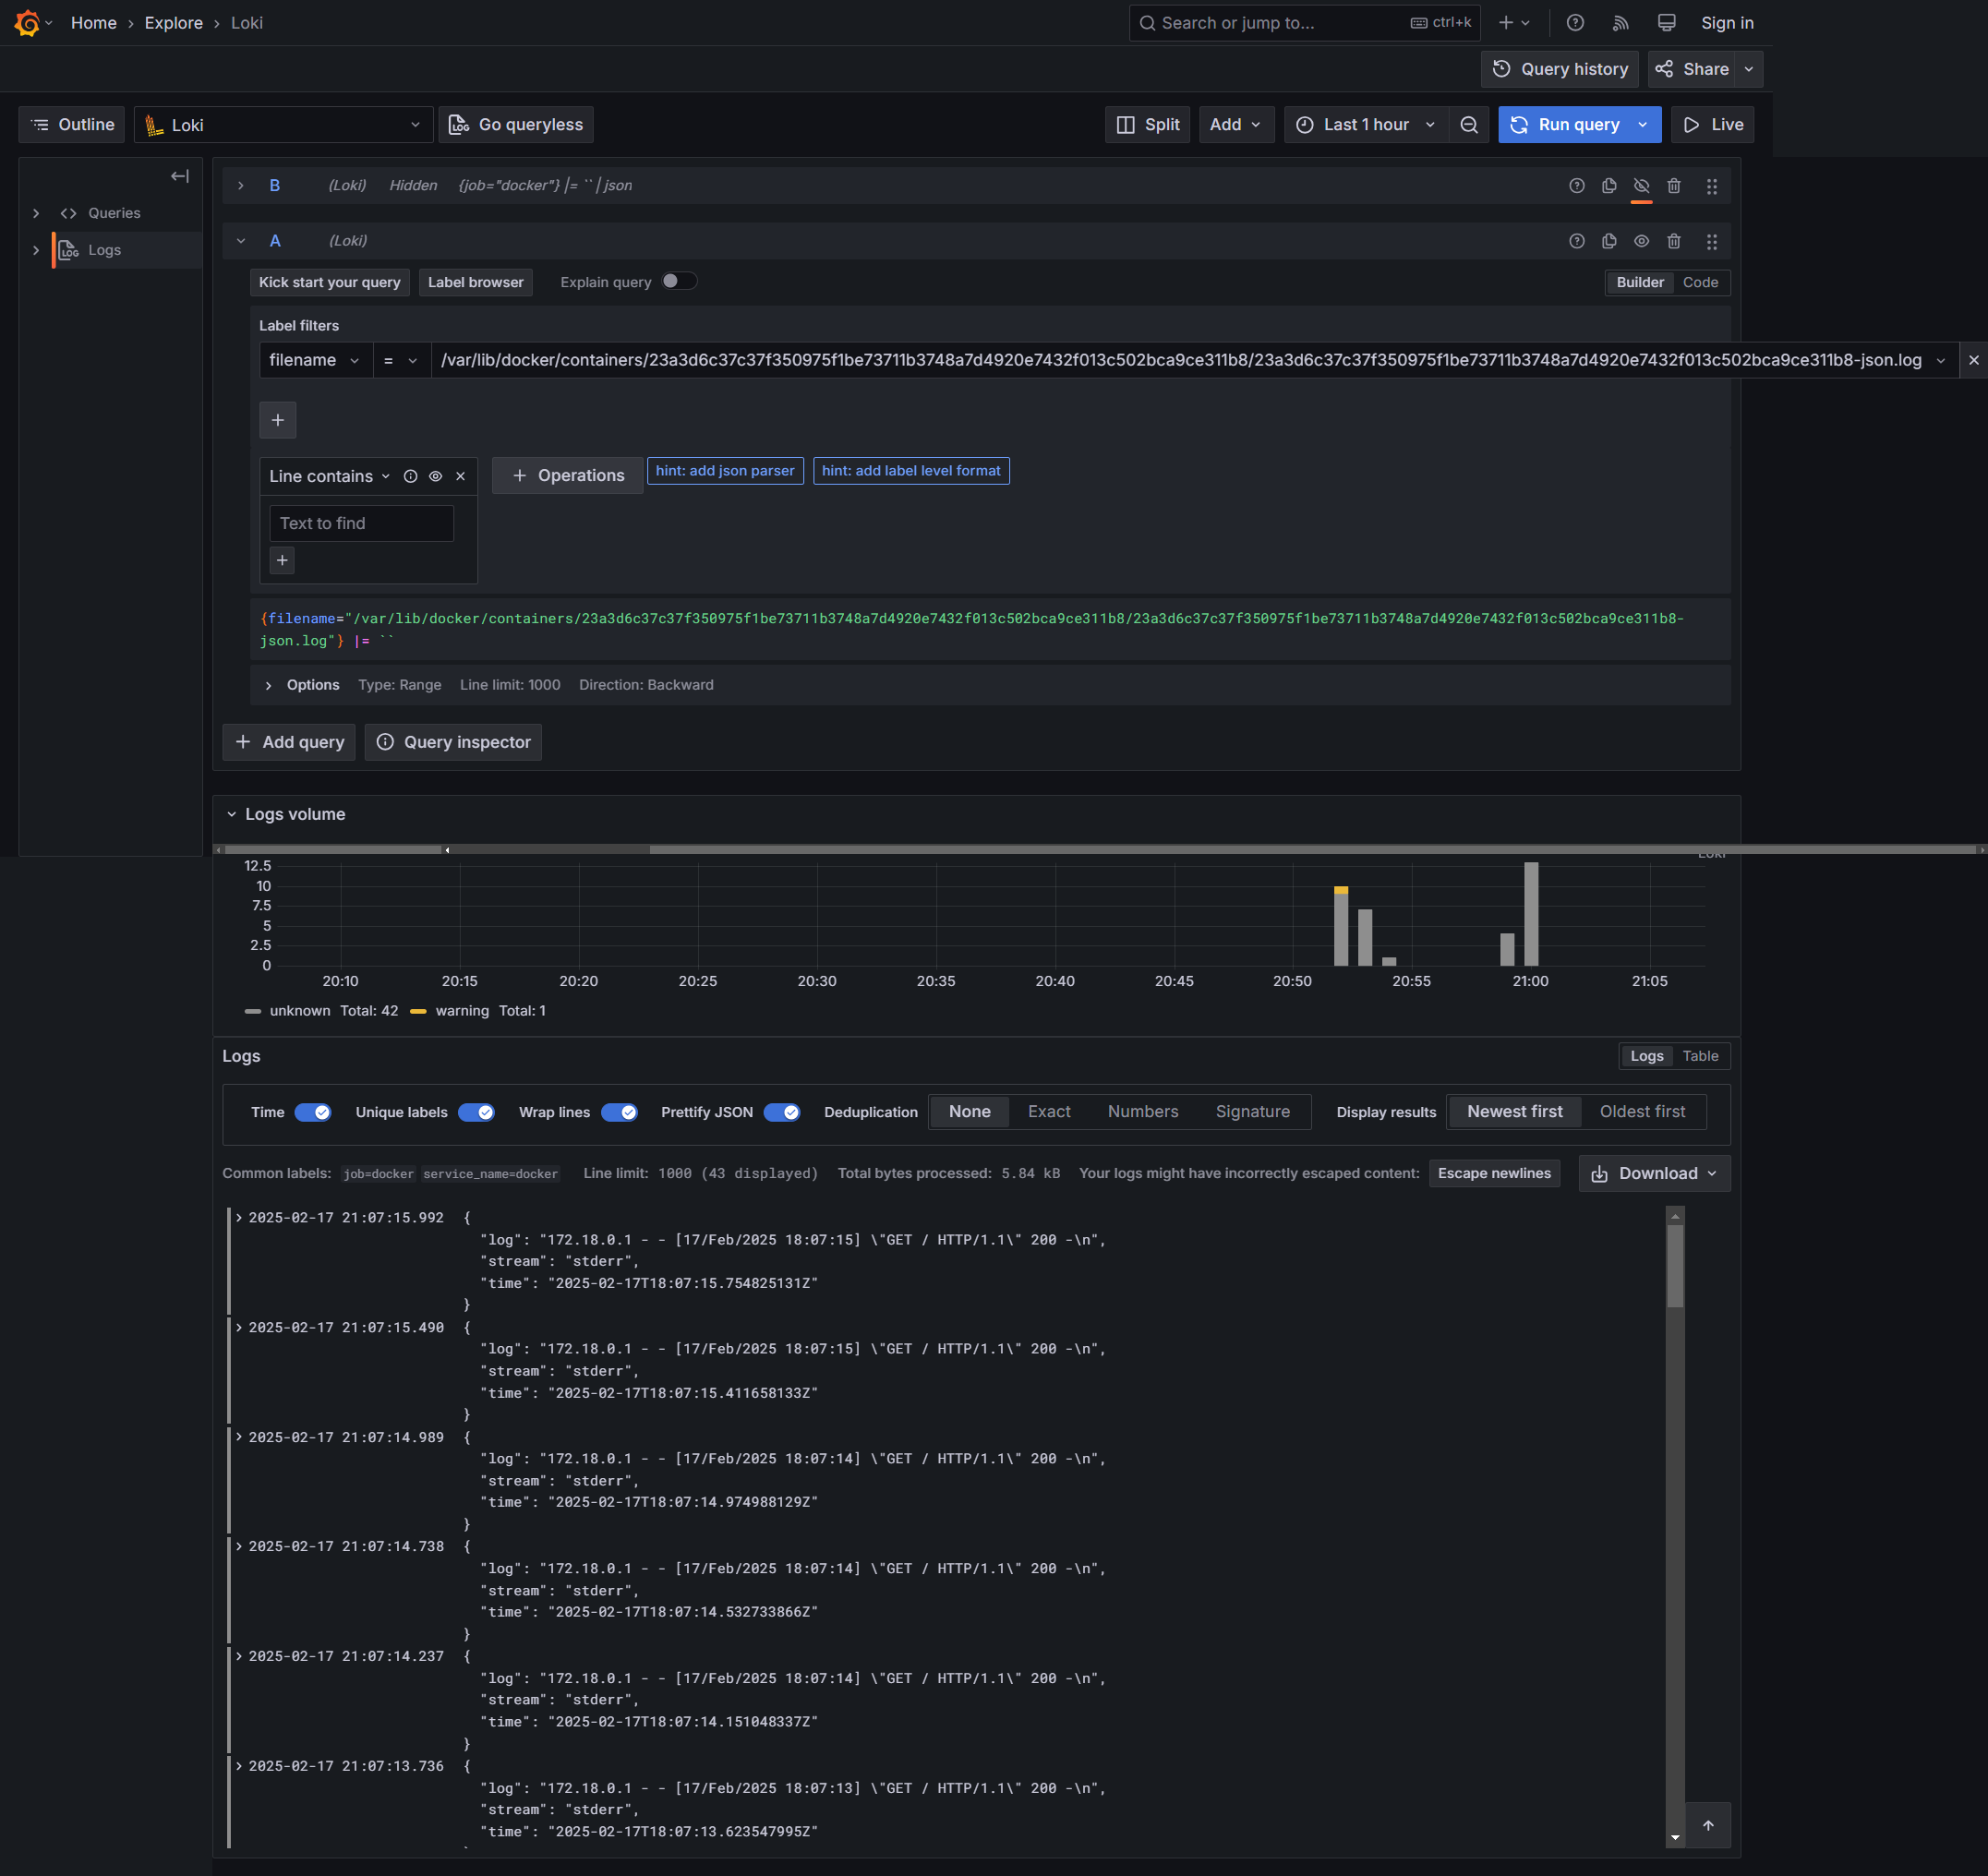 Home › Explore › Loki
Search or jump to... ctrl+k
Sign in
Query history
Share
Outline
Loki
Go queryless
Split
Add
Last 1 hour
Run query
Live
Queries
Logs
B (Loki) Hidden {job="docker"} |= `` | json
A (Loki)
Kick start your query
Label browser
Explain query
Builder
Code
Label filters
filename = /var/lib/docker/containers/23a3d6c37c37f350975f1be73711b3748a7d4920e7432f013c502bca9ce311b8/23a3d6c37c37f350975f1be73711b3748a7d4920e7432f013c502bca9ce311b8-json.log
Line contains
Operations
hint: add json parser
hint: add label level format
Text to find
{filename="/var/lib/docker/containers/23a3d6c37c37f350975f1be73711b3748a7d4920e7432f013c502bca9ce311b8/23a3d6c37c37f350975f1be73711b3748a7d4920e7432f013c502bca9ce311b8-
json.log"} |= ``
Options Type: Range Line limit: 1000 Direction: Backward
Add query
Query inspector
Logs volume
Loki
12.5
10
7.5
5
2.5
0
20:10 20:15 20:20 20:25 20:30 20:35 20:40 20:45 20:50 20:55 21:00 21:05
unknown Total: 42 warning Total: 1
Logs
Logs Table
Time Unique labels Wrap lines Prettify JSON Deduplication None Exact Numbers Signature Display results Newest first Oldest first
Common labels: job=docker service_name=docker Line limit: 1000 (43 displayed) Total bytes processed: 5.84 kB Your logs might have incorrectly escaped content: Escape newlines Download
2025-02-17 21:07:15.992 {
"log": "172.18.0.1 - - [17/Feb/2025 18:07:15] \"GET / HTTP/1.1\" 200 -\n",
"stream": "stderr",
"time": "2025-02-17T18:07:15.754825131Z"
}
2025-02-17 21:07:15.490 {
"log": "172.18.0.1 - - [17/Feb/2025 18:07:15] \"GET / HTTP/1.1\" 200 -\n",
"stream": "stderr",
"time": "2025-02-17T18:07:15.411658133Z"
}
2025-02-17 21:07:14.989 {
"log": "172.18.0.1 - - [17/Feb/2025 18:07:14] \"GET / HTTP/1.1\" 200 -\n",
"stream": "stderr",
"time": "2025-02-17T18:07:14.974988129Z"
}
2025-02-17 21:07:14.738 {
"log": "172.18.0.1 - - [17/Feb/2025 18:07:14] \"GET / HTTP/1.1\" 200 -\n",
"stream": "stderr",
"time": "2025-02-17T18:07:14.532733866Z"
}
2025-02-17 21:07:14.237 {
"log": "172.18.0.1 - - [17/Feb/2025 18:07:14] \"GET / HTTP/1.1\" 200 -\n",
"stream": "stderr",
"time": "2025-02-17T18:07:14.151048337Z"
}
2025-02-17 21:07:13.736 {
"log": "172.18.0.1 - - [17/Feb/2025 18:07:13] \"GET / HTTP/1.1\" 200 -\n",
"stream": "stderr",
"time": "2025-02-17T18:07:13.623547995Z"